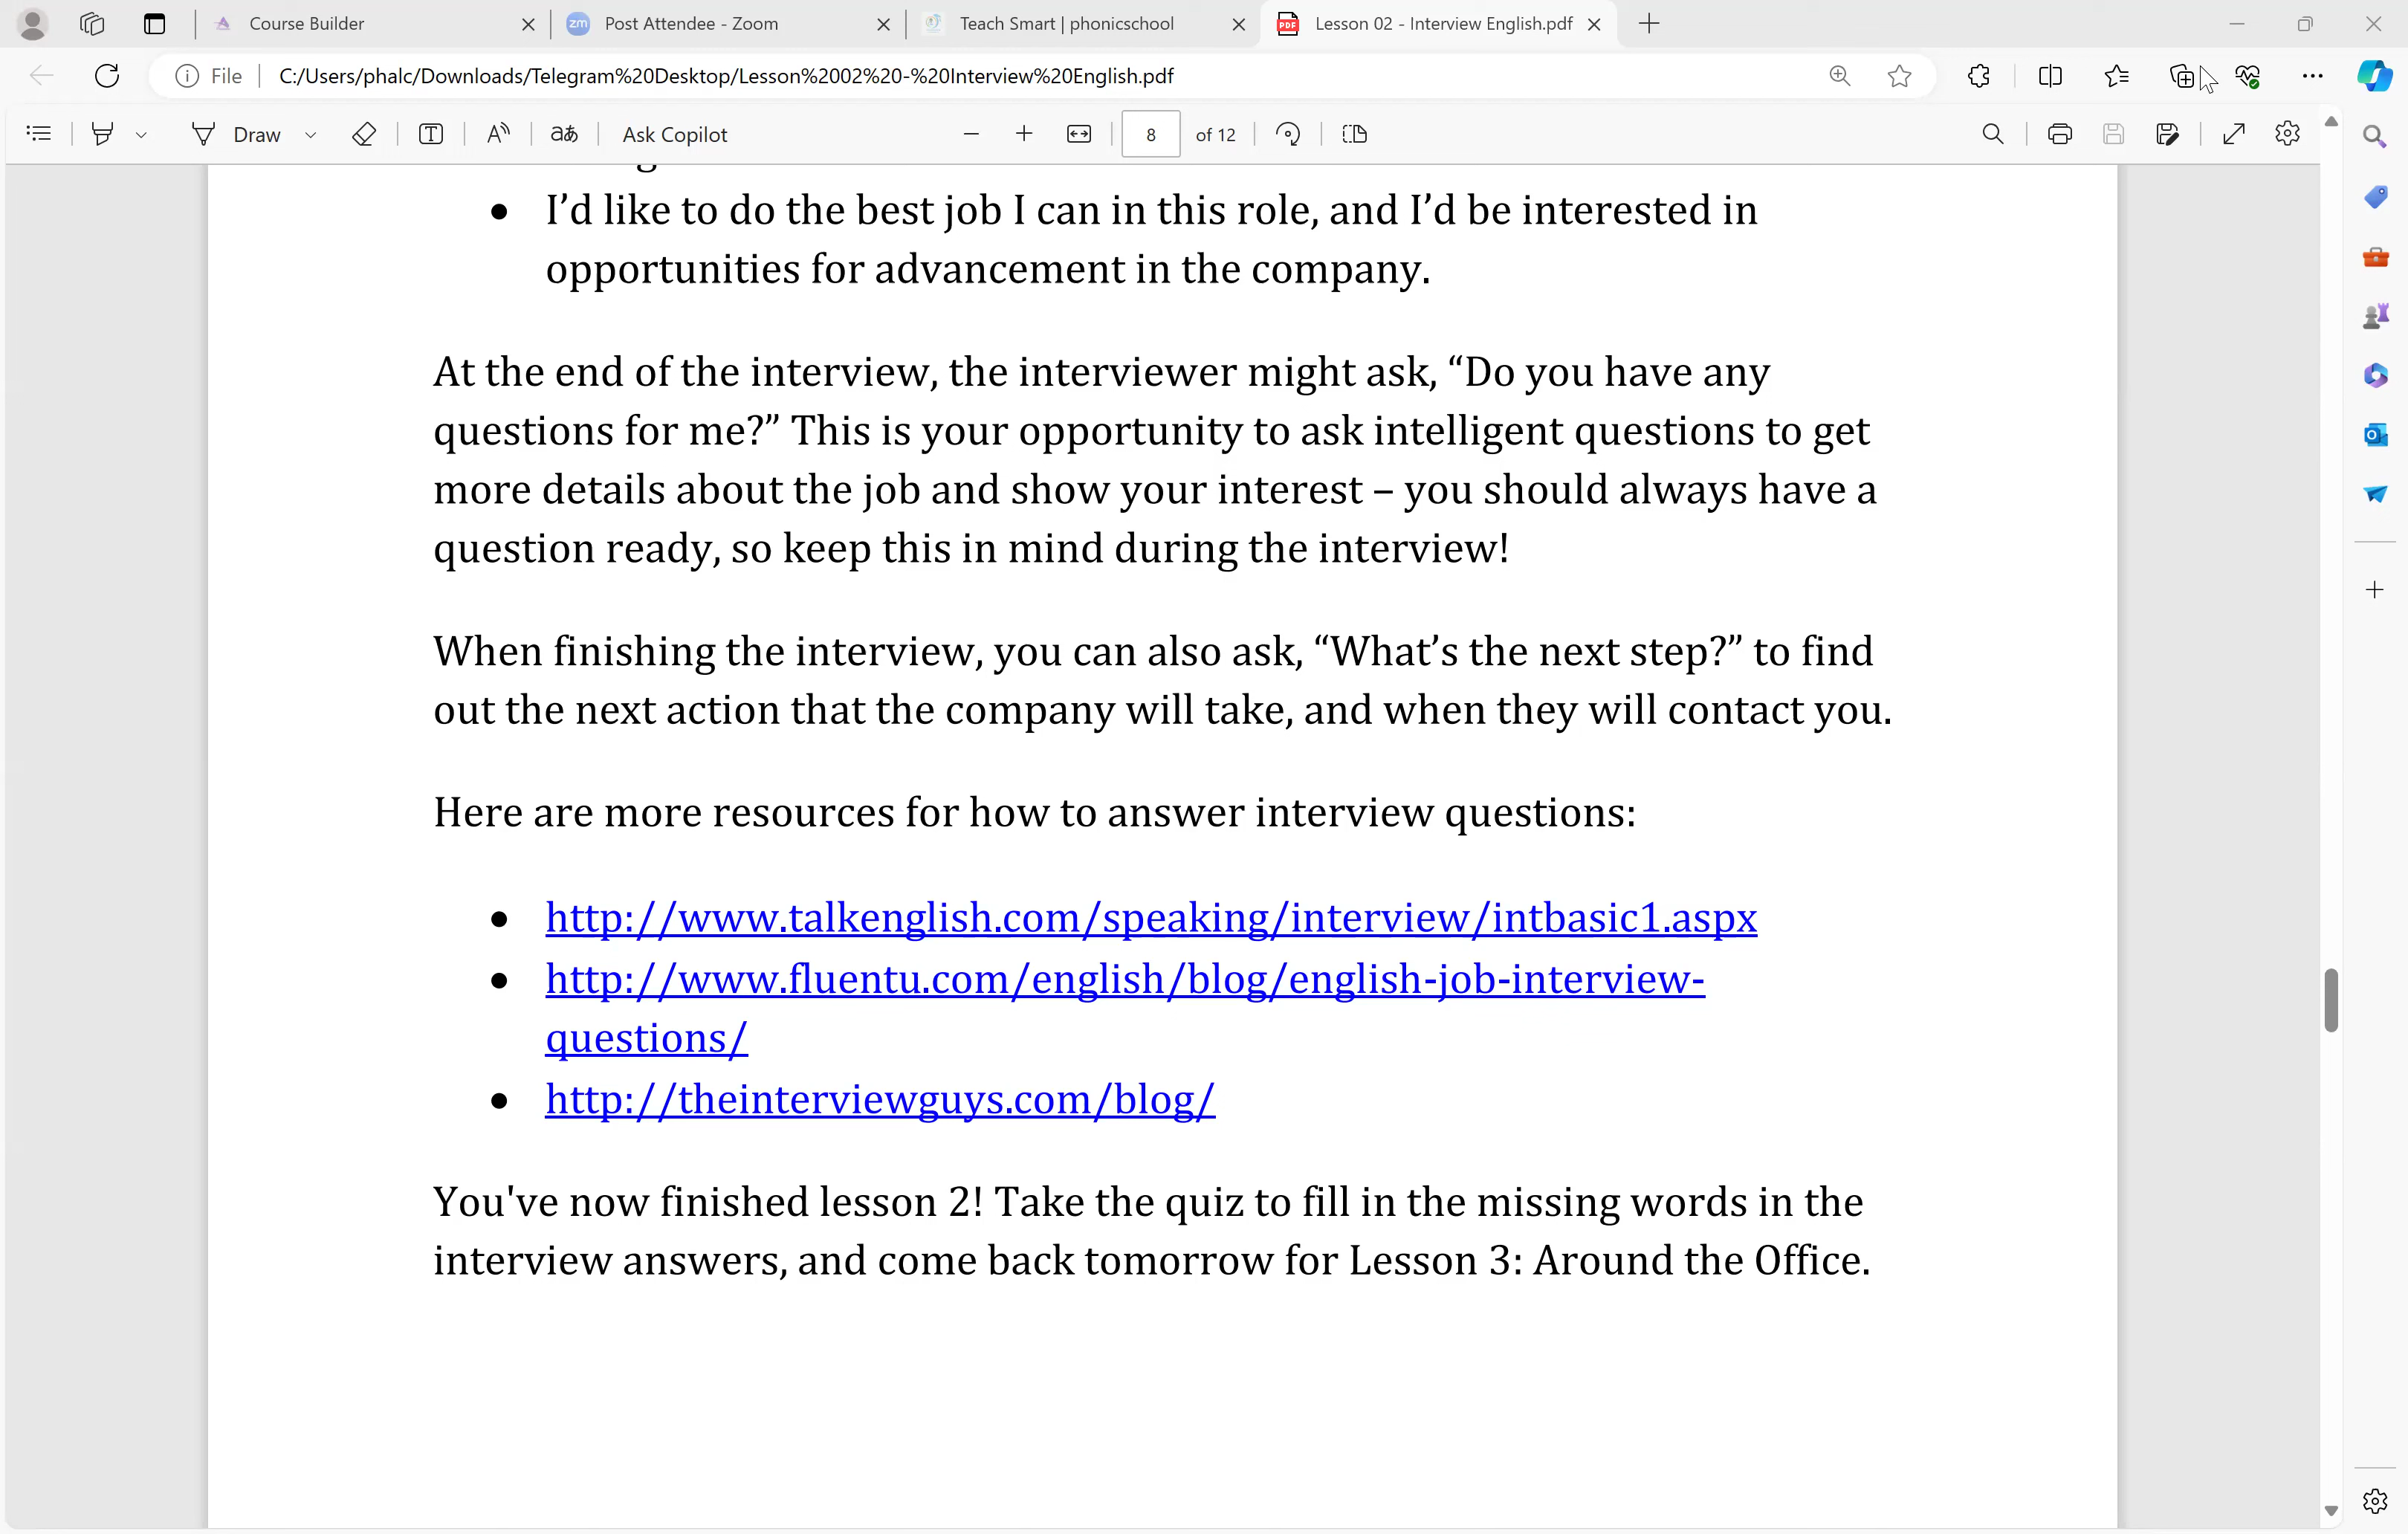 Course Builder
zm Post Attendee - Zoom
Teach Smart | phonicschool
PDF Lesson 02 - Interview English.pdf
File C:/Users/phalc/Downloads/Telegram%20Desktop/Lesson%2002%20-%20Interview%20English.pdf
Draw
aあ
Ask Copilot
8 of 12
• I’d like to do the best job I can in this role, and I’d be interested in
opportunities for advancement in the company.
At the end of the interview, the interviewer might ask, “Do you have any
questions for me?” This is your opportunity to ask intelligent questions to get
more details about the job and show your interest – you should always have a
question ready, so keep this in mind during the interview!
When finishing the interview, you can also ask, “What’s the next step?” to find
out the next action that the company will take, and when they will contact you.
Here are more resources for how to answer interview questions:
• http://www.talkenglish.com/speaking/interview/intbasic1.aspx
• http://www.fluentu.com/english/blog/english-job-interview-
questions/
• http://theinterviewguys.com/blog/
You've now finished lesson 2! Take the quiz to fill in the missing words in the
interview answers, and come back tomorrow for Lesson 3: Around the Office.